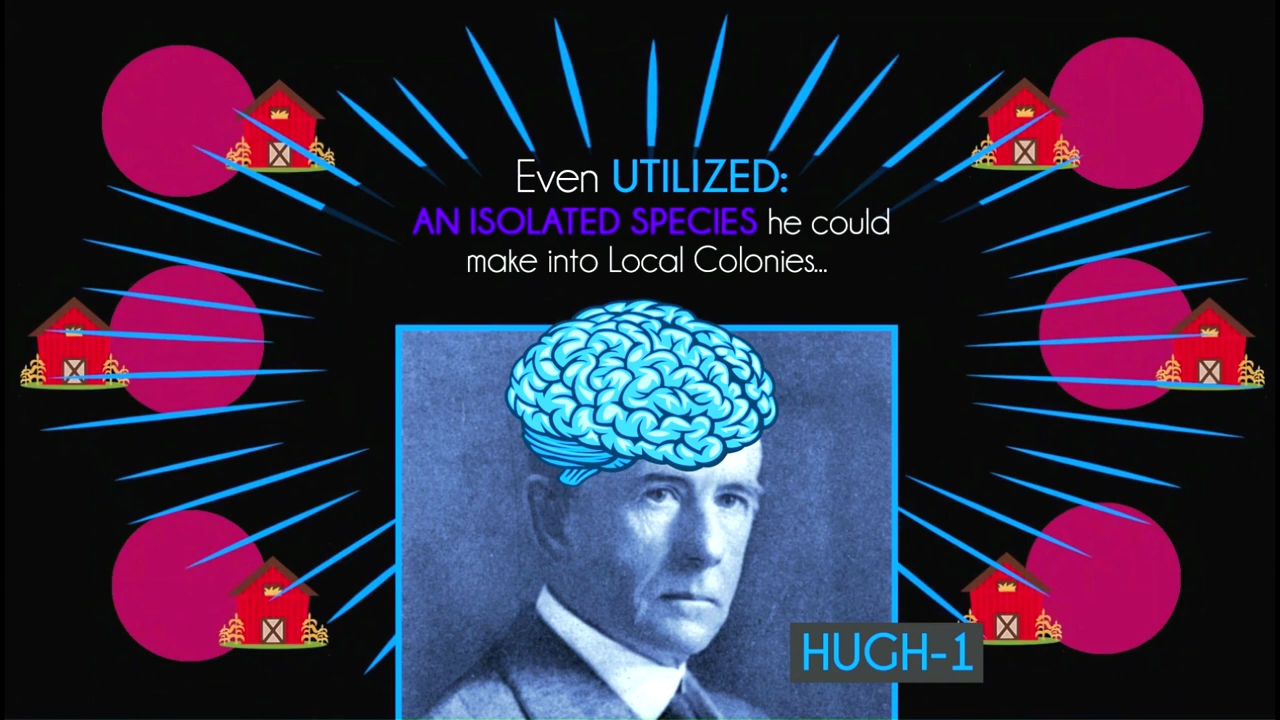 Even UTILIZED:
AN ISOLATED SPECIES he could
make into Local Colonies...
HUGH-1